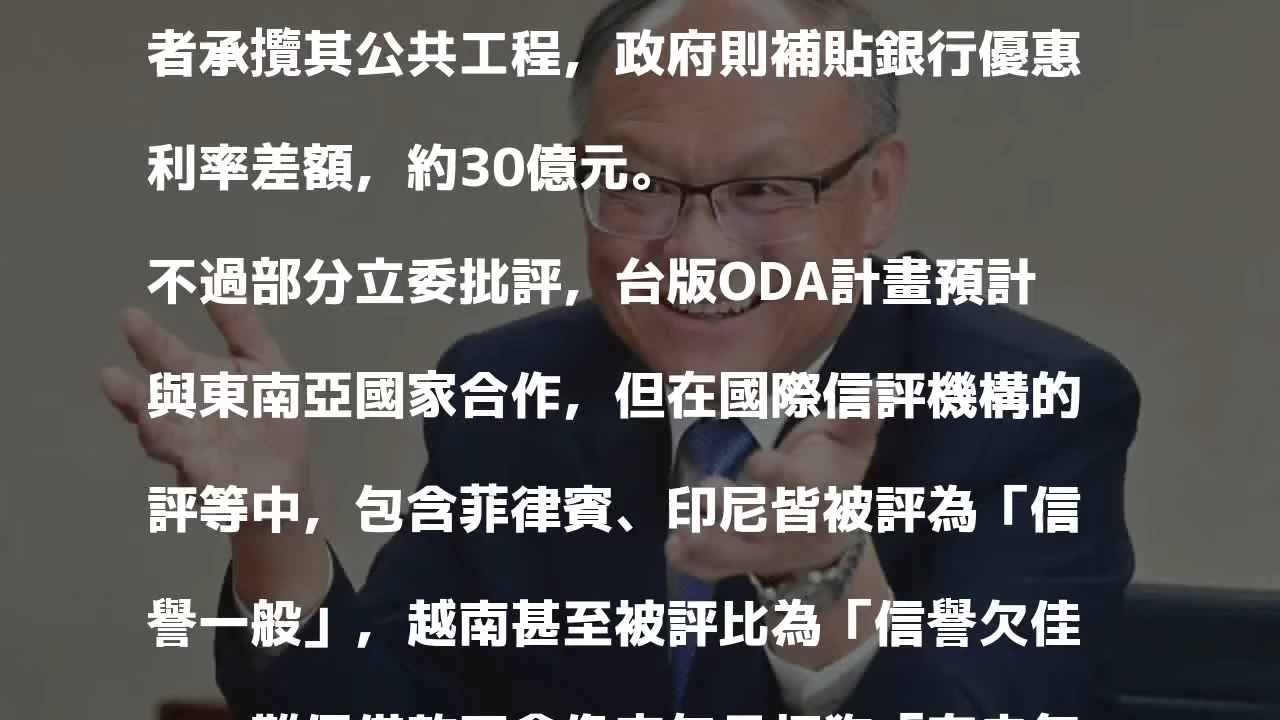 者承攬其公共工程，政府則補貼銀行優惠
利率差額，約30億元。
不過部分立委批評，台版ODA計畫預計
與東南亞國家合作，但在國際信評機構的
評等中，包含菲律賓、印尼皆被評為「信
譽一般」，越南甚至被評比為「信譽欠佳